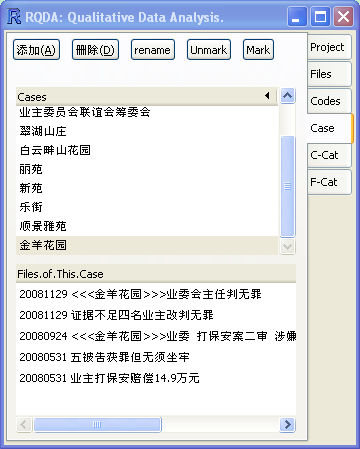 RQDA: Qualitative Data Analysis.
添加(A) 删除(D) rename Unmark Mark
Project
Files
Codes
Case
C-Cat
F-Cat
Cases
业主委员会联谊会筹委会
翠湖山庄
白云畔山花园
丽苑
新苑
乐街
顺景雅苑
金羊花园
Files.of.This.Case
20081129 <<<金羊花园>>>业委会主任判无罪
20081129 证据不足四名业主改判无罪
20080924 <<<金羊花园>>>业委 打保安案二审 涉嫌
20080531 五被告获罪但无须坐牢
20080531 业主打保安赔偿14.9万元